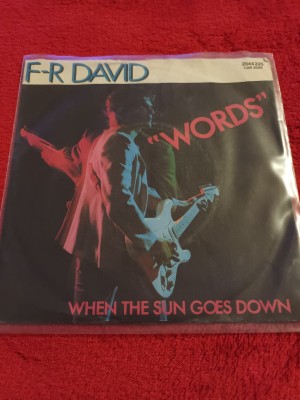 F-R DAVID
"WORDS"
WHEN THE SUN GOES DOWN